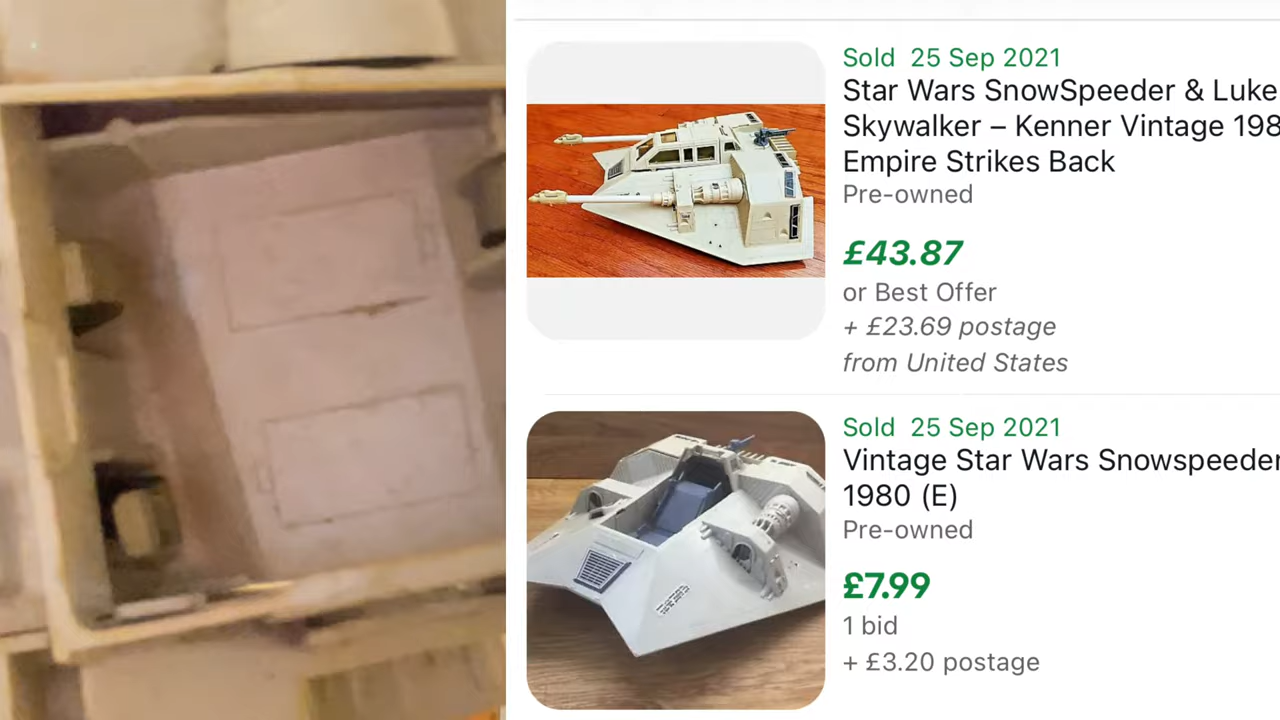 Sold 25 Sep 2021
Star Wars SnowSpeeder & Luke
Skywalker – Kenner Vintage 198
Empire Strikes Back
Pre-owned
£43.87
or Best Offer
+ £23.69 postage
from United States
Sold 25 Sep 2021
Vintage Star Wars Snowspeeder
1980 (E)
Pre-owned
£7.99
1 bid
+ £3.20 postage